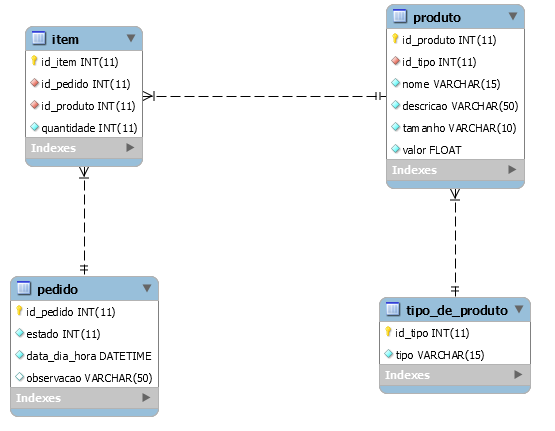 item
id_item INT(11)
id_pedido INT(11)
id_produto INT(11)
quantidade INT(11)
Indexes
produto
id_produto INT(11)
id_tipo INT(11)
nome VARCHAR(15)
descricao VARCHAR(50)
tamanho VARCHAR(10)
valor FLOAT
Indexes
pedido
id_pedido INT(11)
estado INT(11)
data_dia_hora DATETIME
observacao VARCHAR(50)
Indexes
tipo_de_produto
id_tipo INT(11)
tipo VARCHAR(15)
Indexes